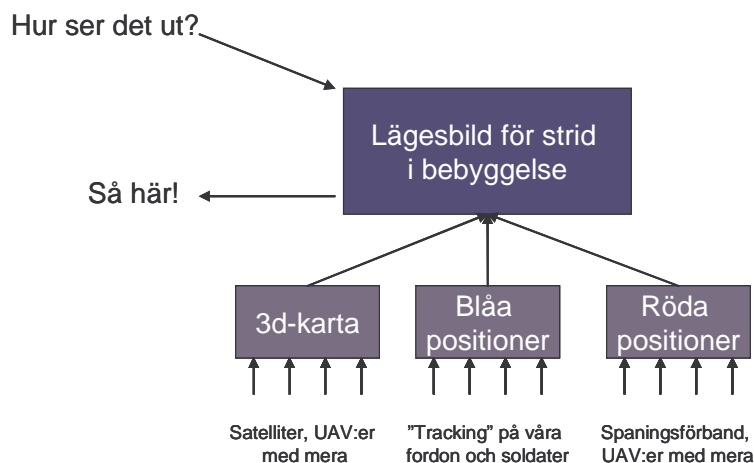 Hur ser det ut?
Lägesbild för strid
i bebyggelse
Så här!
3d-karta
Blåa
positioner
Röda
positioner
Satelliter, UAV:er
med mera
”Tracking” på våra
fordon och soldater
Spaningsförband,
UAV:er med mera